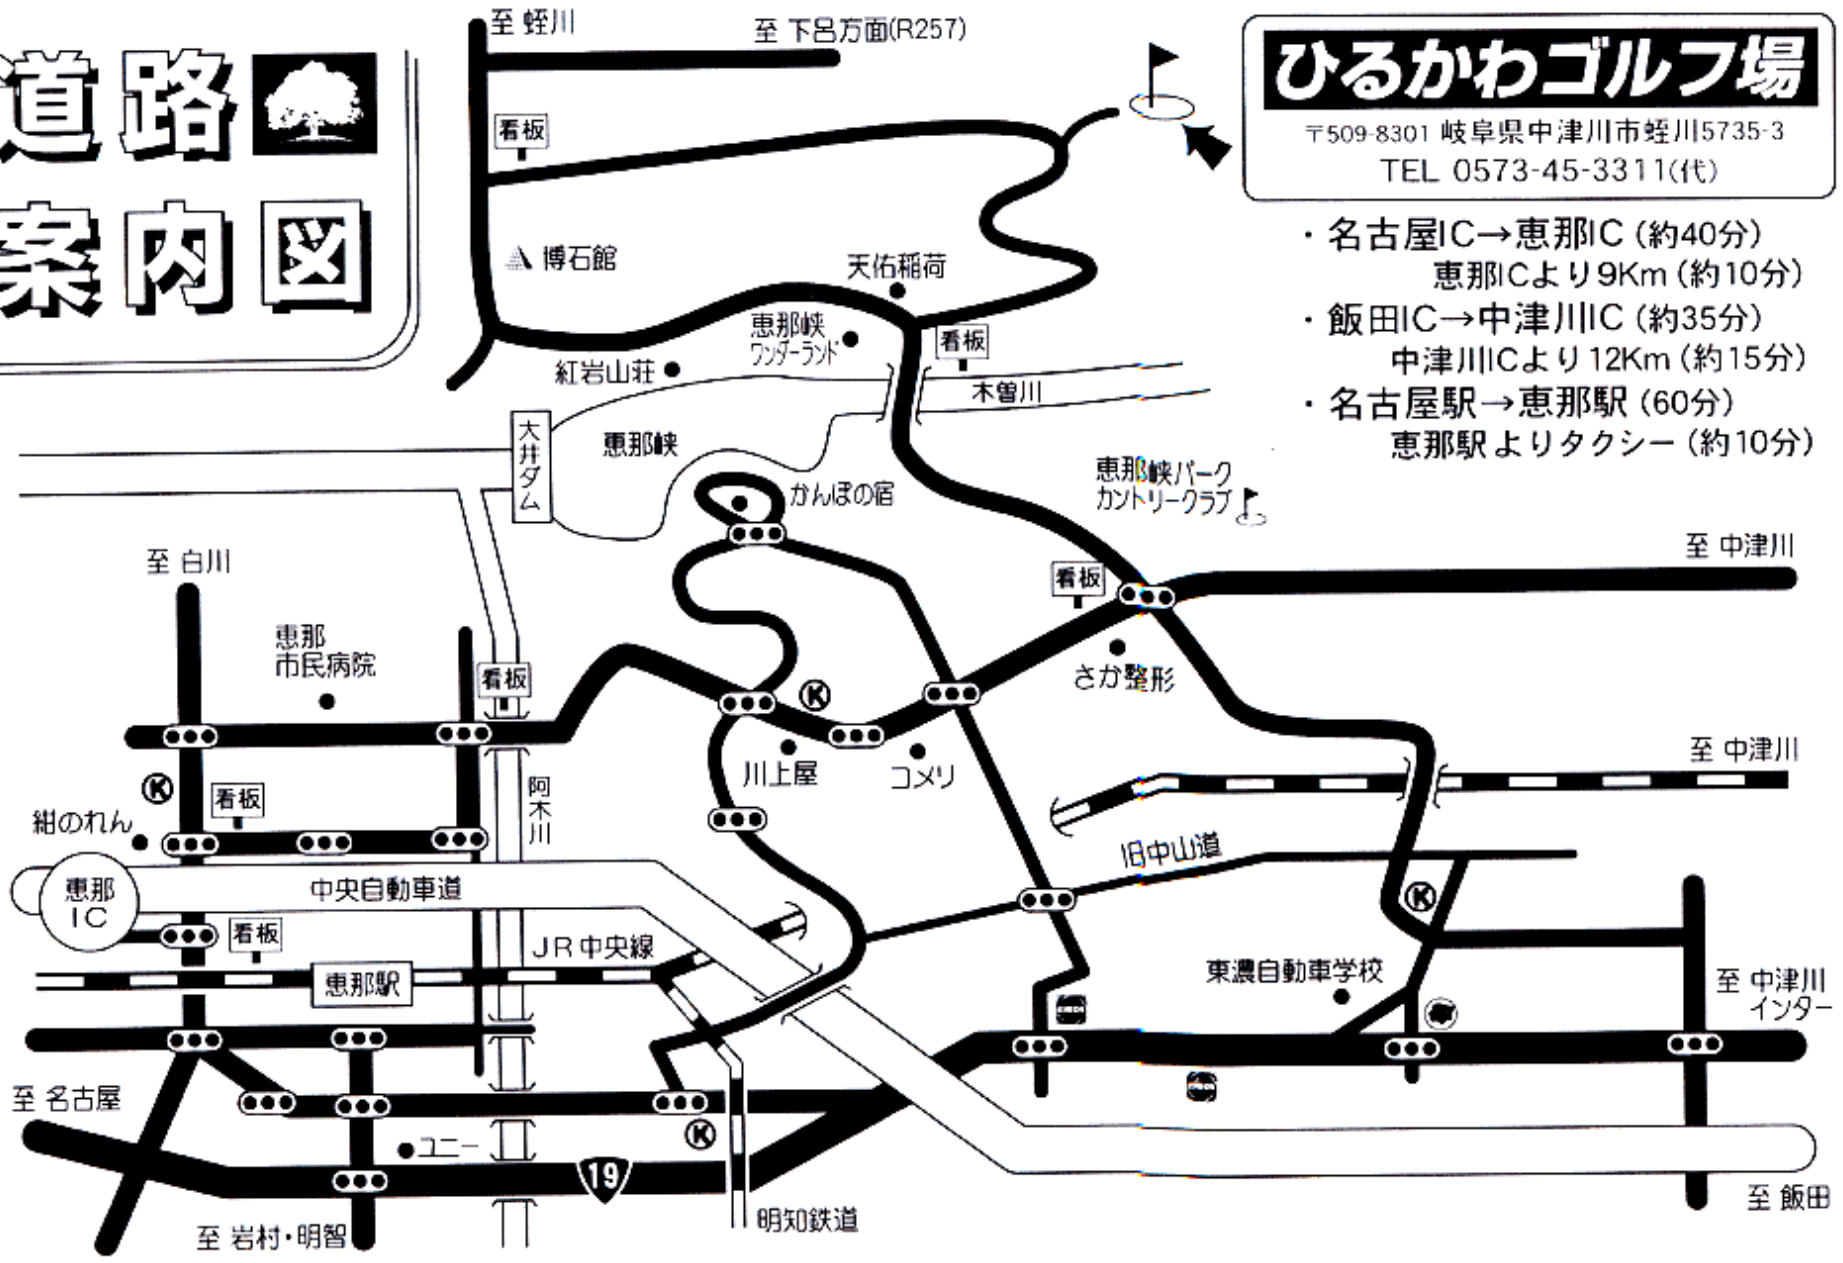 道路
案内図
ひるかわゴルフ場
〒509-8301 岐阜県中津川市蛭川5735-3
TEL 0573-45-3311(代)
・名古屋IC→恵那IC (約40分)
恵那ICより9Km (約10分)
・飯田IC→中津川IC (約35分)
中津川ICより12Km (約15分)
・名古屋駅→恵那駅 (60分)
恵那駅よりタクシー (約10分)
至 蛭川
至 下呂方面(R257)
看板
博石館
天佑稲荷
恵那峡
ワンダーランド
看板
紅岩山荘
木曽川
大井ダム
恵那峡
かんぽの宿
恵那峡パーク
カントリークラブ
至 中津川
至 白川
看板
恵那
市民病院
看板
さか整形
K
川上屋
コメリ
至 中津川
K
看板
阿木川
紺のれん
旧中山道
恵那
IC
中央自動車道
K
看板
JR中央線
恵那駅
東濃自動車学校
至 中津川
インター
至 名古屋
K
ユニー
19
至 岩村・明智
明知鉄道
至 飯田